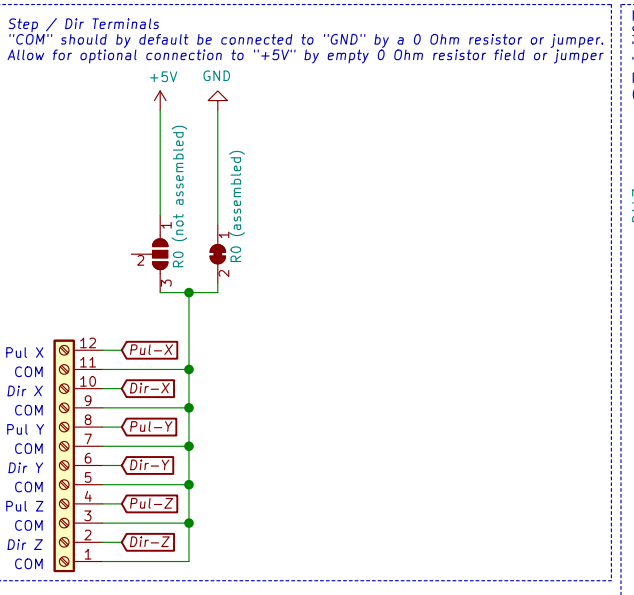 Step / Dir Terminals
"COM" should by default be connected to "GND" by a 0 Ohm resistor or jumper.
Allow for optional connection to "+5V" by empty 0 Ohm resistor field or jumper
+5V
GND
R0 (not assembled)
R0 (assembled)
1
1
2
2
3
Pul X 12 Pul-X
COM 11
Dir X 10 Dir-X
COM 9
Pul Y 8 Pul-Y
COM 7
Dir Y 6 Dir-Y
COM 5
Pul Z 4 Pul-Z
COM 3
Dir Z 2 Dir-Z
COM 1